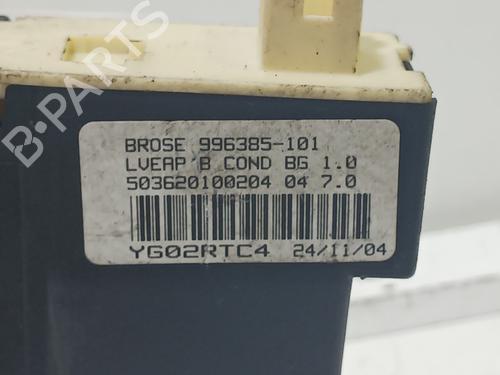 BROSE 996385-101
LVEAP B COND BG 1.0
503620100204 04 7.0
YG02RTC4 24/11/04
B-PARTS